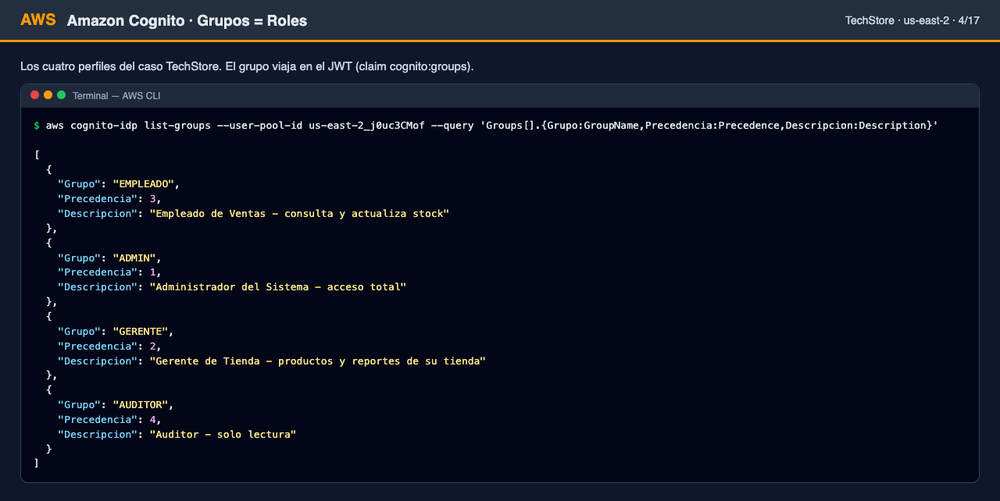 AWS Amazon Cognito · Grupos = Roles
TechStore · us-east-2 · 4/17
Los cuatro perfiles del caso TechStore. El grupo viaja en el JWT (claim cognito:groups).
Terminal — AWS CLI
$ aws cognito-idp list-groups --user-pool-id us-east-2_j0uc3CMof --query 'Groups[].{Grupo:GroupName,Precedencia:Precedence,Descripcion:Description}'
[
  {
    "Grupo": "EMPLEADO",
    "Precedencia": 3,
    "Descripcion": "Empleado de Ventas – consulta y actualiza stock"
  },
  {
    "Grupo": "ADMIN",
    "Precedencia": 1,
    "Descripcion": "Administrador del Sistema – acceso total"
  },
  {
    "Grupo": "GERENTE",
    "Precedencia": 2,
    "Descripcion": "Gerente de Tienda – productos y reportes de su tienda"
  },
  {
    "Grupo": "AUDITOR",
    "Precedencia": 4,
    "Descripcion": "Auditor – solo lectura"
  }
]